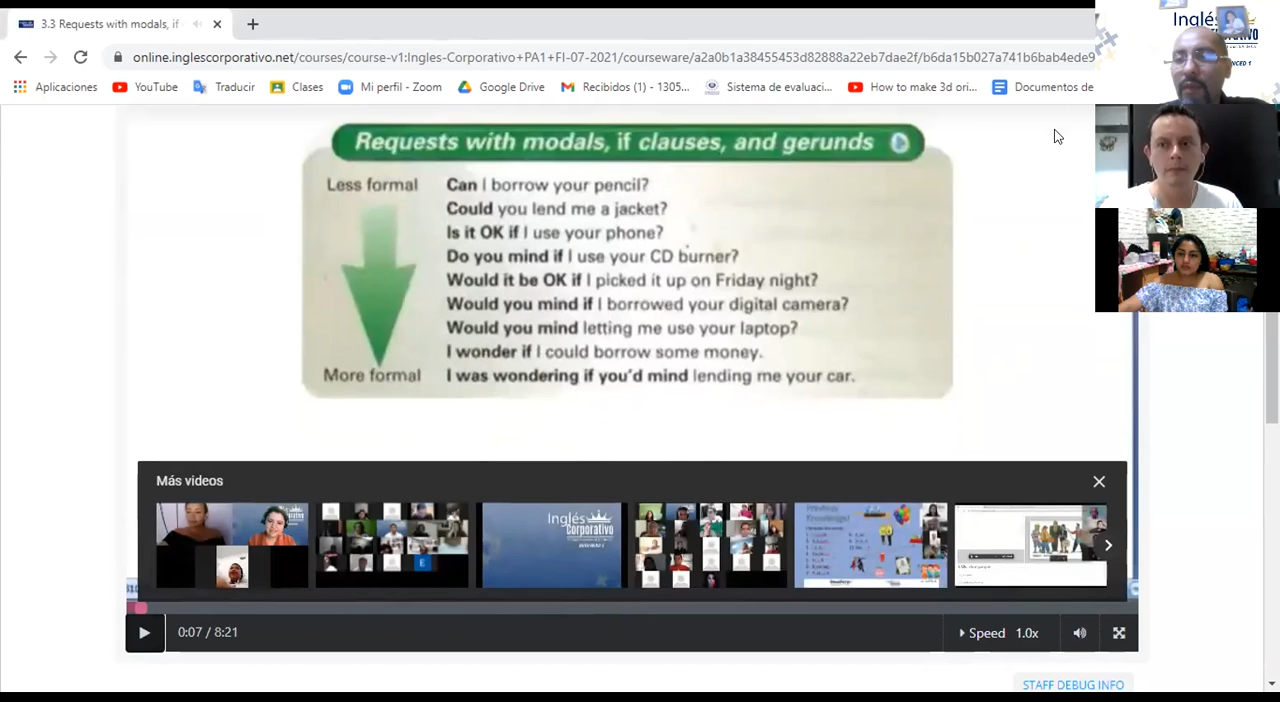 3.3 Requests with modals, if
online.inglescorporativo.net/courses/course-v1:Ingles-Corporativo+PA1+FI-07-2021/courseware/a2a0b1a38455453d83888a22eb7dae2f/b6da15b027a741b6bab4ede9
Aplicaciones YouTube Traducir Clases Mi perfil - Zoom Google Drive Recibidos (1) - 1305... Sistema de evaluaci... How to make 3d ori... Documentos de
Requests with modals, if clauses, and gerunds
Less formal
Can I borrow your pencil?
Could you lend me a jacket?
Is it OK if I use your phone?
Do you mind if I use your CD burner?
Would it be OK if I picked it up on Friday night?
Would you mind if I borrowed your digital camera?
Would you mind letting me use your laptop?
I wonder if I could borrow some money.
More formal I was wondering if you'd mind lending me your car.
Más videos
Inglés
Corporativo
0:07 / 8:21
Speed 1.0x
STAFF DEBUG INFO